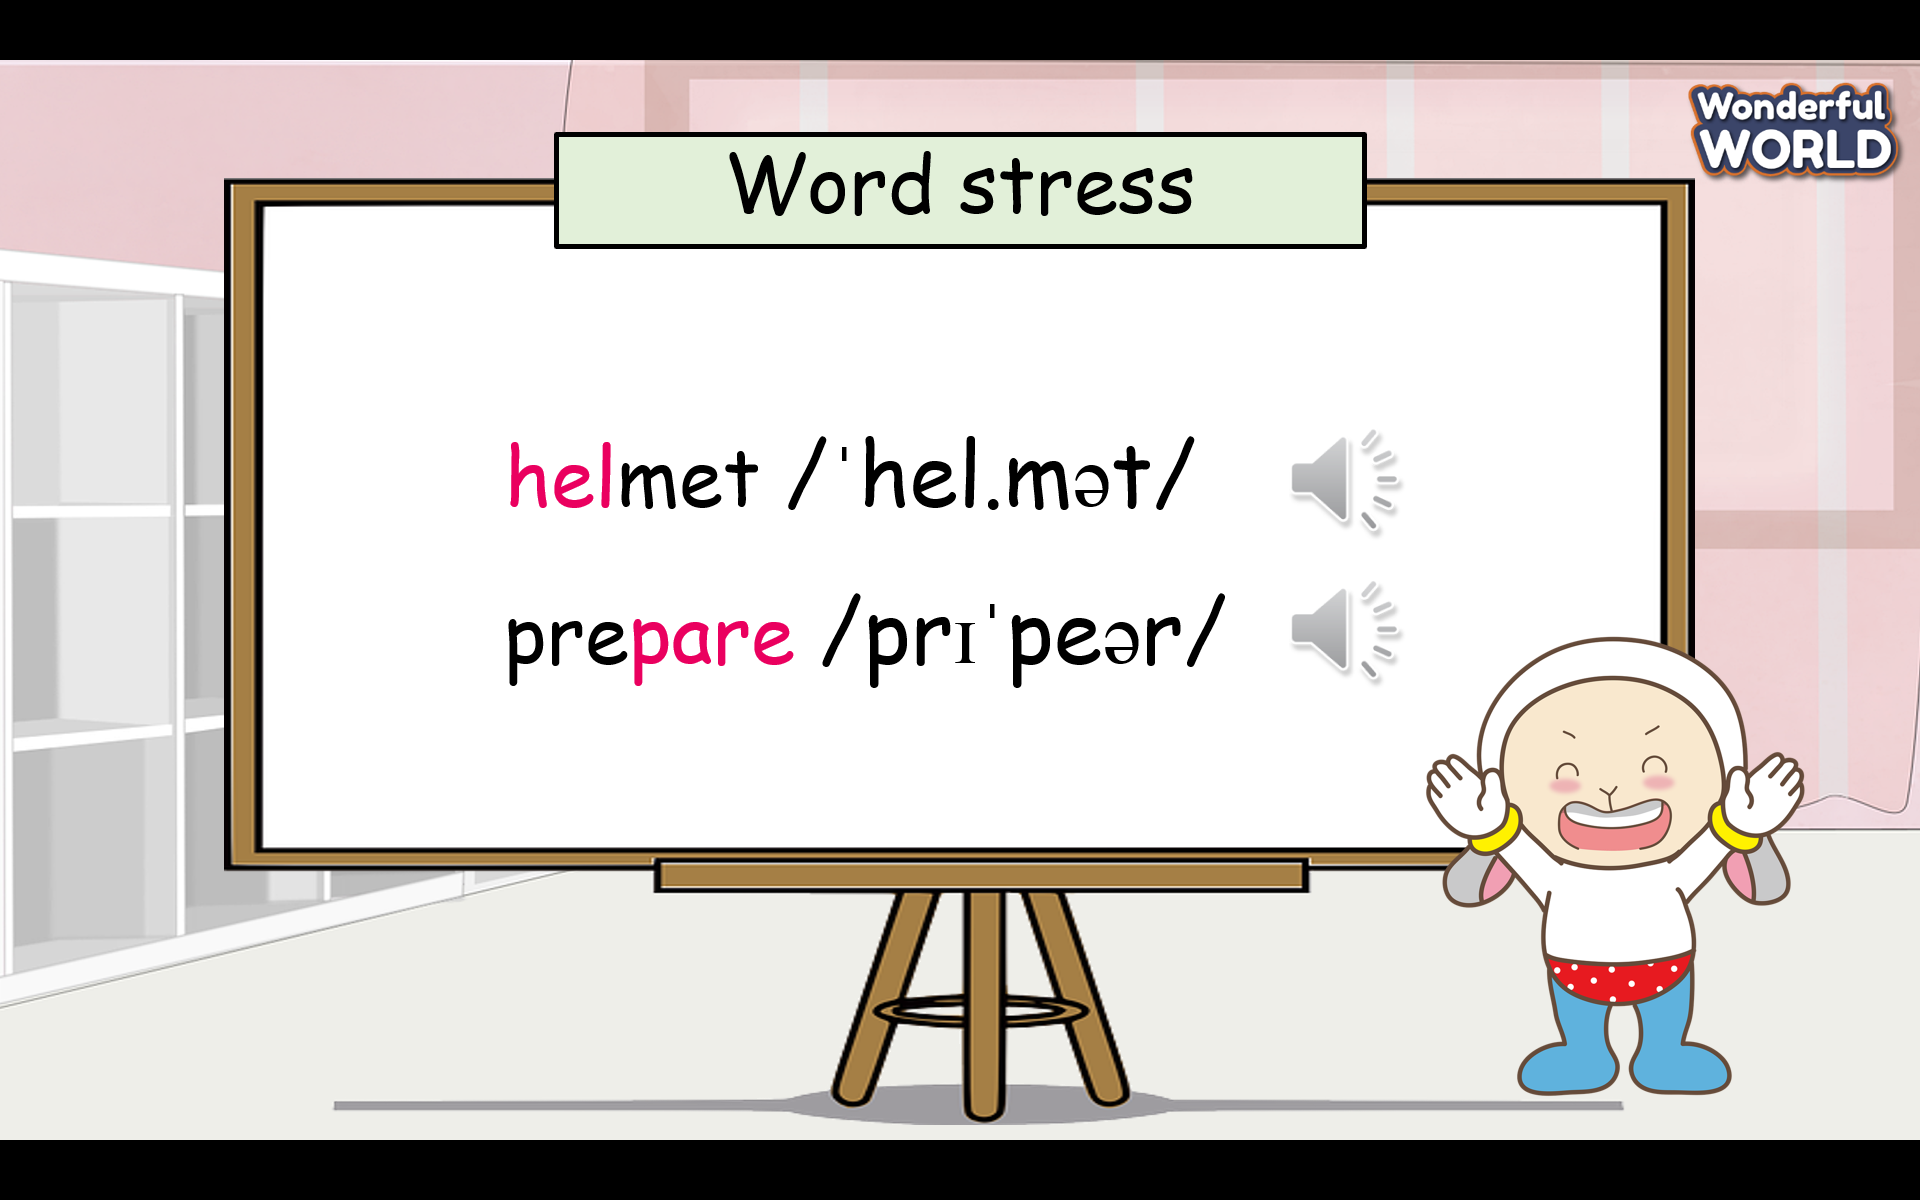 Wonderful
WORLD
Word stress
helmet /ˈhel.mət/
prepare /prɪˈpeər/